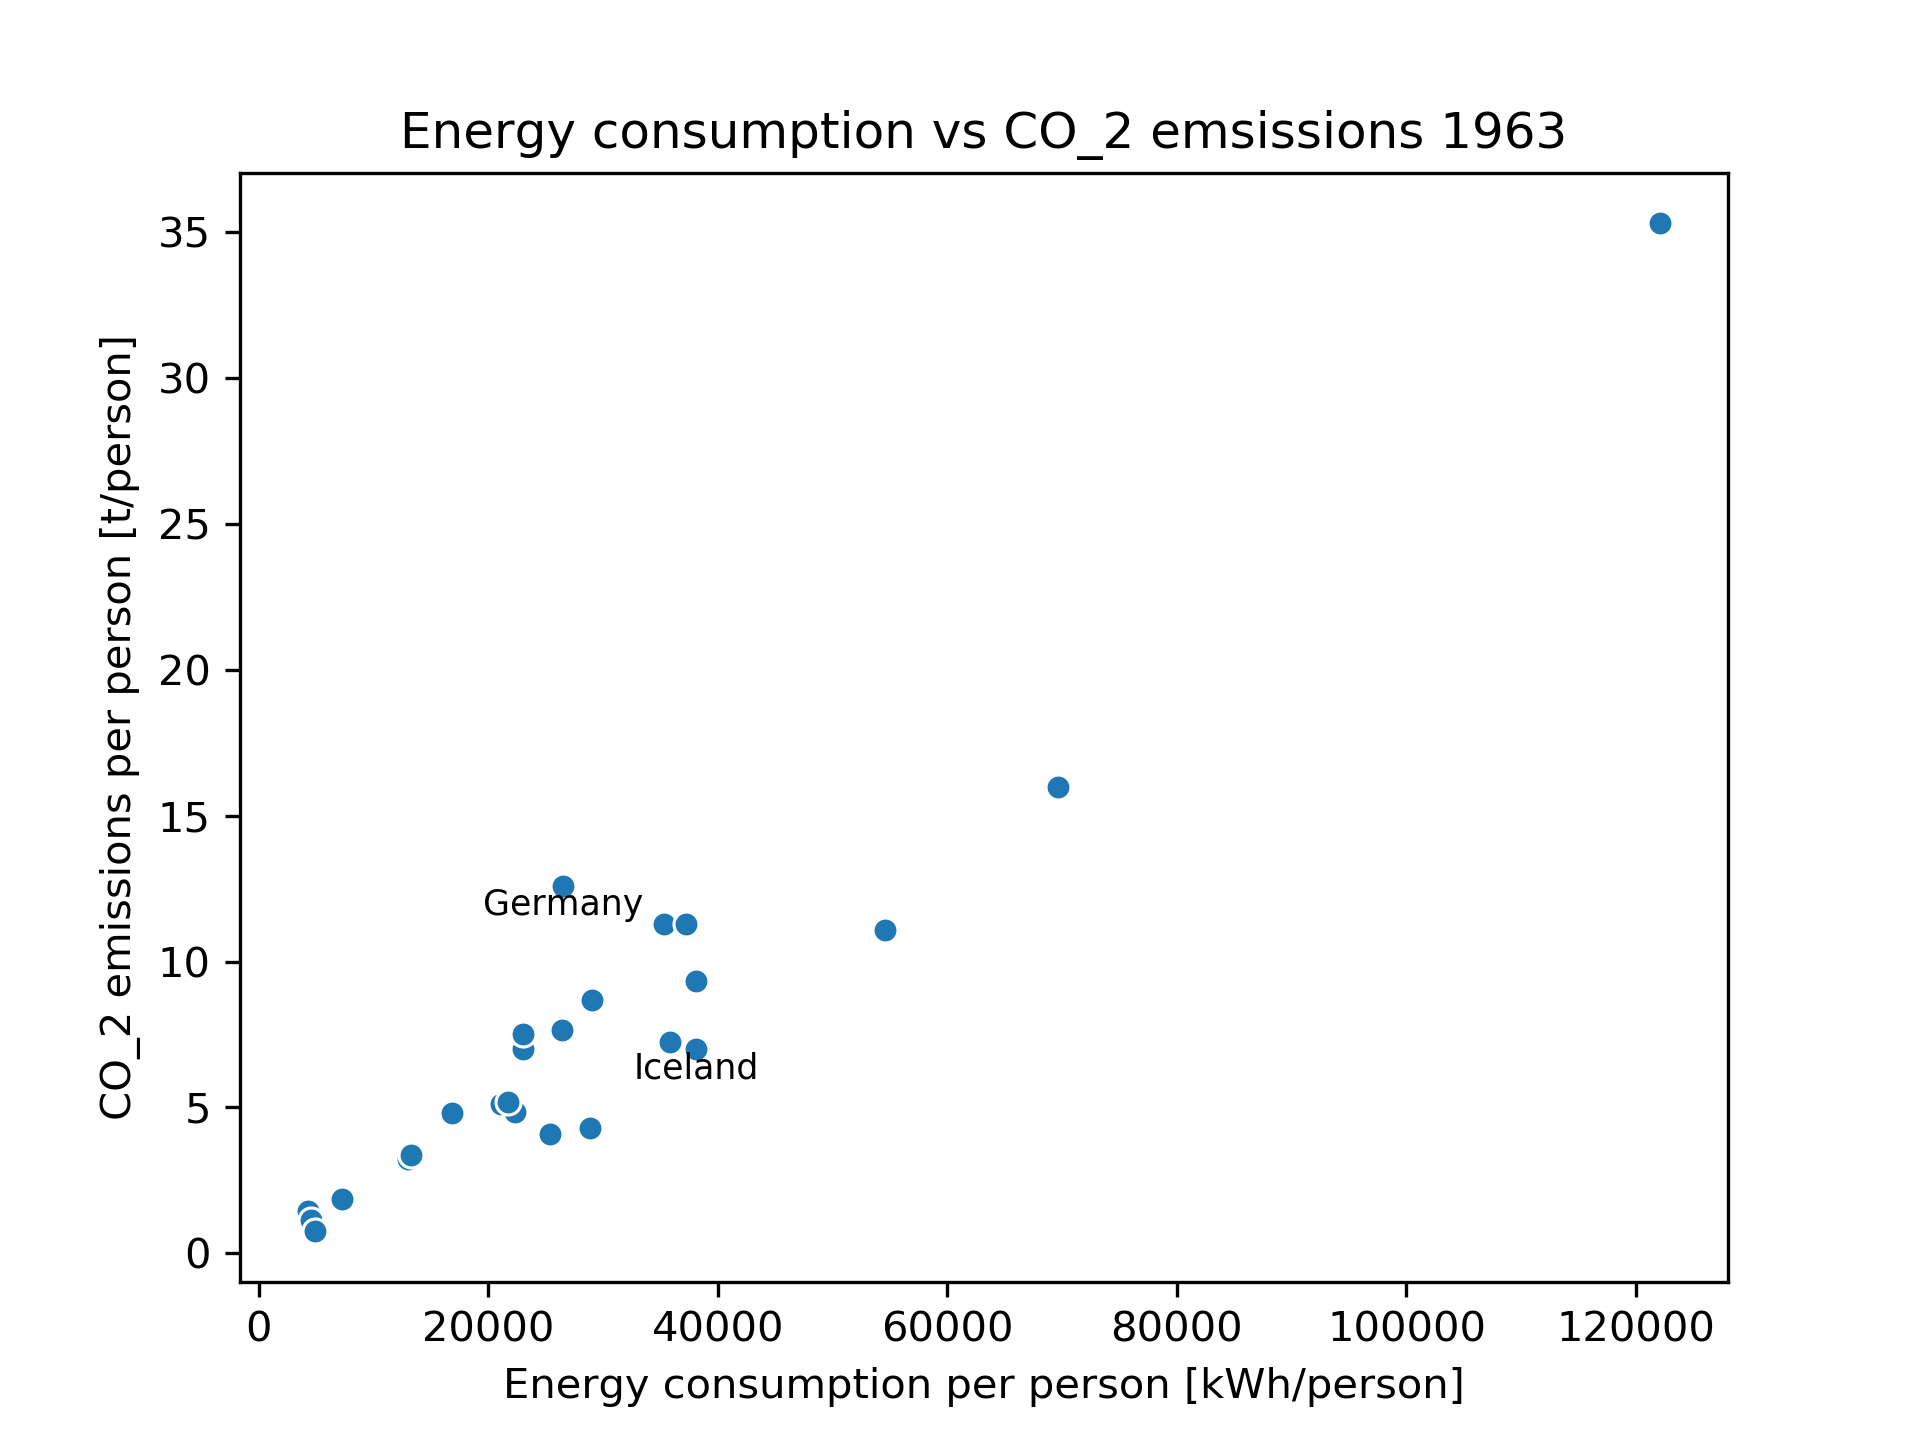 Energy consumption vs CO_2 emsissions 1963
CO_2 emissions per person [t/person]
35
30
25
20
15
10
5
0
Germany
Iceland
0 20000 40000 60000 80000 100000 120000
Energy consumption per person [kWh/person]